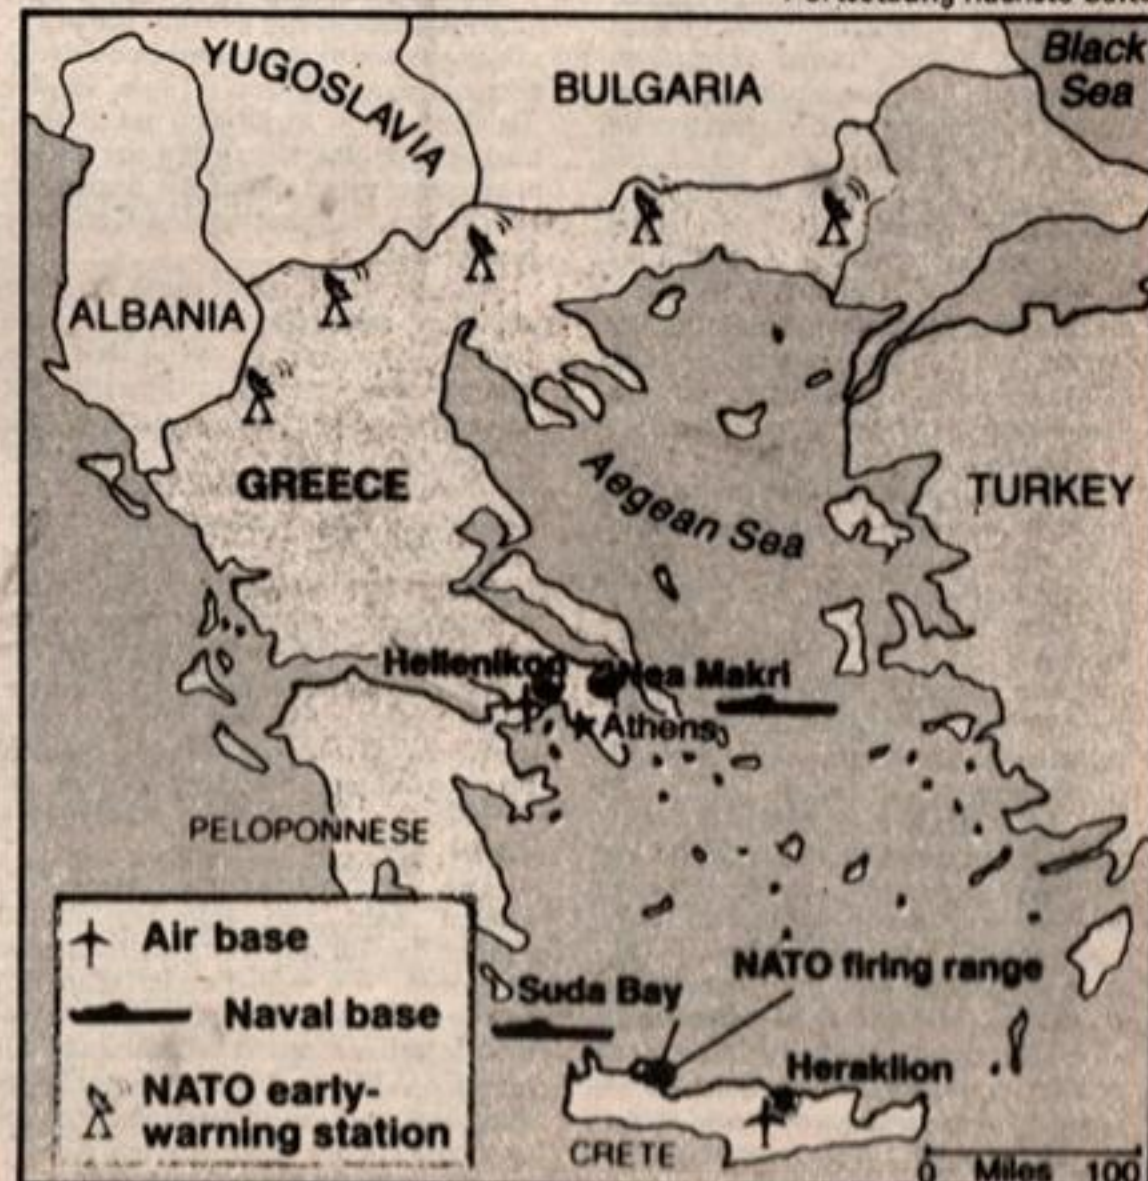 YUGOSLAVIA
BULGARIA
Black
Sea
ALBANIA
GREECE
Aegean Sea
TURKEY
Hellenikon
Nea Makri
Athens
PELOPONNESE
Air base
Naval base
NATO early-
warning station
Suda Bay
NATO firing range
Heraklion
CRETE
0 Miles 100